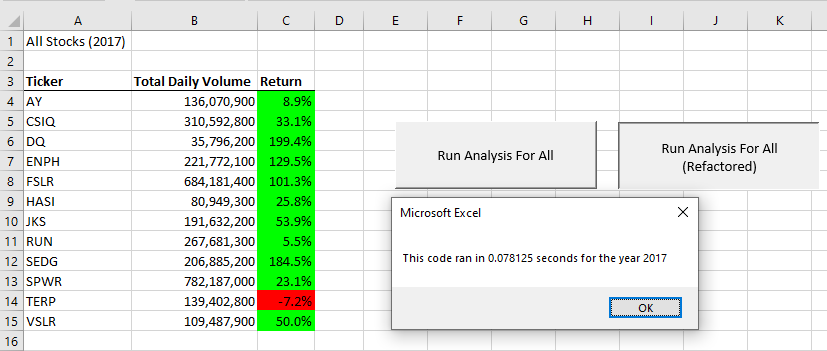 A B C D E F G H I J K
1 All Stocks (2017)
2
3 Ticker Total Daily Volume Return
4 AY 136,070,900 8.9%
5 CSIQ 310,592,800 33.1%
6 DQ 35,796,200 199.4%
7 ENPH 221,772,100 129.5%
8 FSLR 684,181,400 101.3%
9 HASI 80,949,300 25.8%
10 JKS 191,632,200 53.9%
11 RUN 267,681,300 5.5%
12 SEDG 206,885,200 184.5%
13 SPWR 782,187,000 23.1%
14 TERP 139,402,800 -7.2%
15 VSLR 109,487,900 50.0%
16
Run Analysis For All
Run Analysis For All
(Refactored)
Microsoft Excel
This code ran in 0.078125 seconds for the year 2017
OK